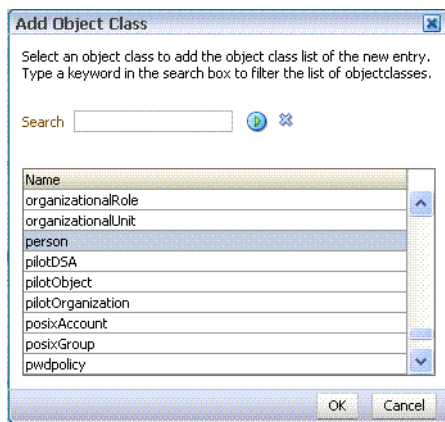 Add Object Class
Select an object class to add the object class list of the new entry.
Type a keyword in the search box to filter the list of objectclasses.
Search
Name
organizationalRole
organizationalUnit
person
pilotDSA
pilotObject
pilotOrganization
posixAccount
posixGroup
pwdpolicy
OK Cancel